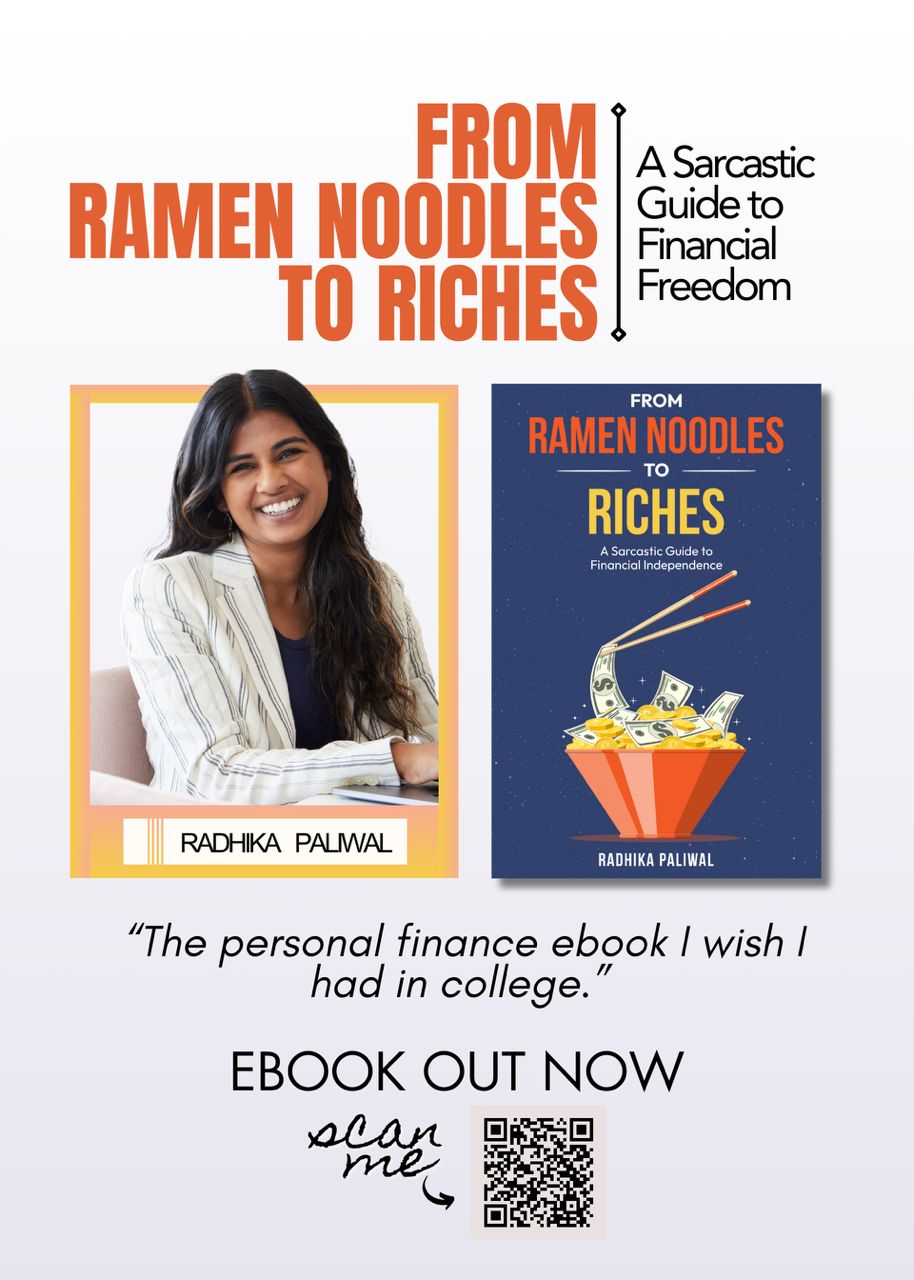 FROM
RAMEN NOODLES
TO RICHES
A Sarcastic
Guide to
Financial
Freedom
RADHIKA PALIWAL
FROM
RAMEN NOODLES
TO
RICHES
A Sarcastic Guide to
Financial Independence
RADHIKA PALIWAL
“The personal finance ebook I wish I
had in college.”
EBOOK OUT NOW
scan
me